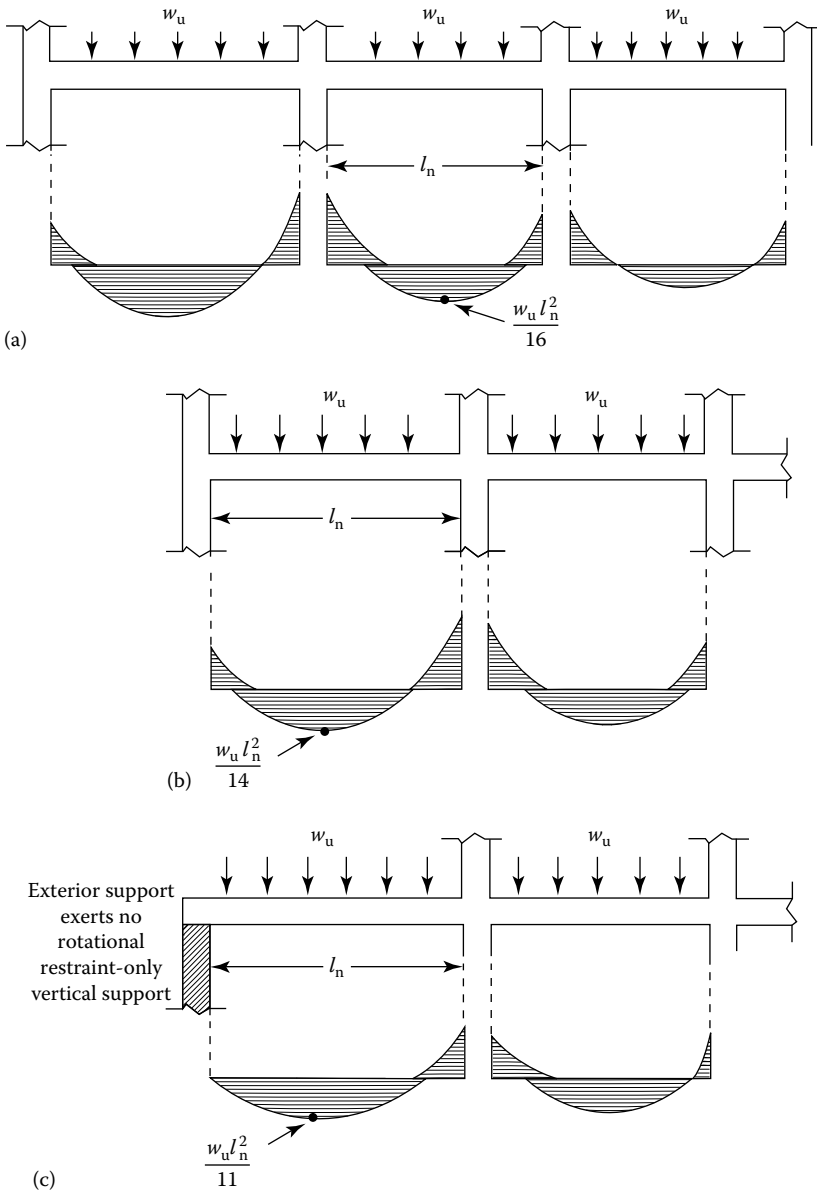 w_u w_u w_u
l_n
w_u l_n^2
16
(a)
w_u w_u
l_n
w_u l_n^2
14
(b)
w_u w_u
Exterior support
exerts no
rotational
restraint-only
vertical support
l_n
w_u l_n^2
11
(c)